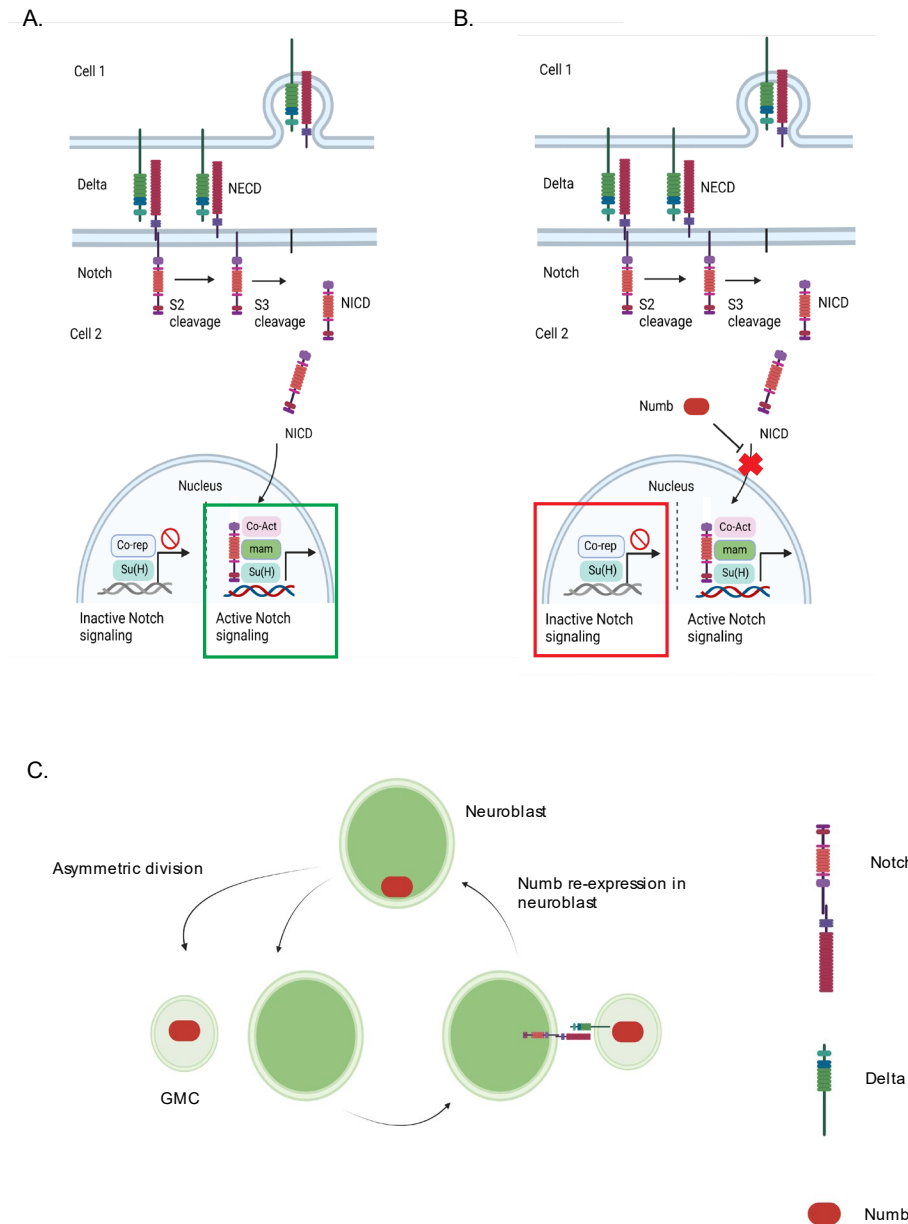 A.
Cell 1
Delta
NECD
Notch
S2
cleavage
S3
cleavage
NICD
Cell 2
NICD
Nucleus
Co-rep
Su(H)
Co-Act
mam
Su(H)
Inactive Notch
signaling
Active Notch
signaling
B.
Cell 1
Delta
NECD
Notch
S2
cleavage
S3
cleavage
NICD
Cell 2
Numb
NICD
Nucleus
Co-rep
Su(H)
Co-Act
mam
Su(H)
Inactive Notch
signaling
Active Notch
signaling
C.
Neuroblast
Asymmetric division
Numb re-expression in
neuroblast
GMC
Notch
Delta
Numb